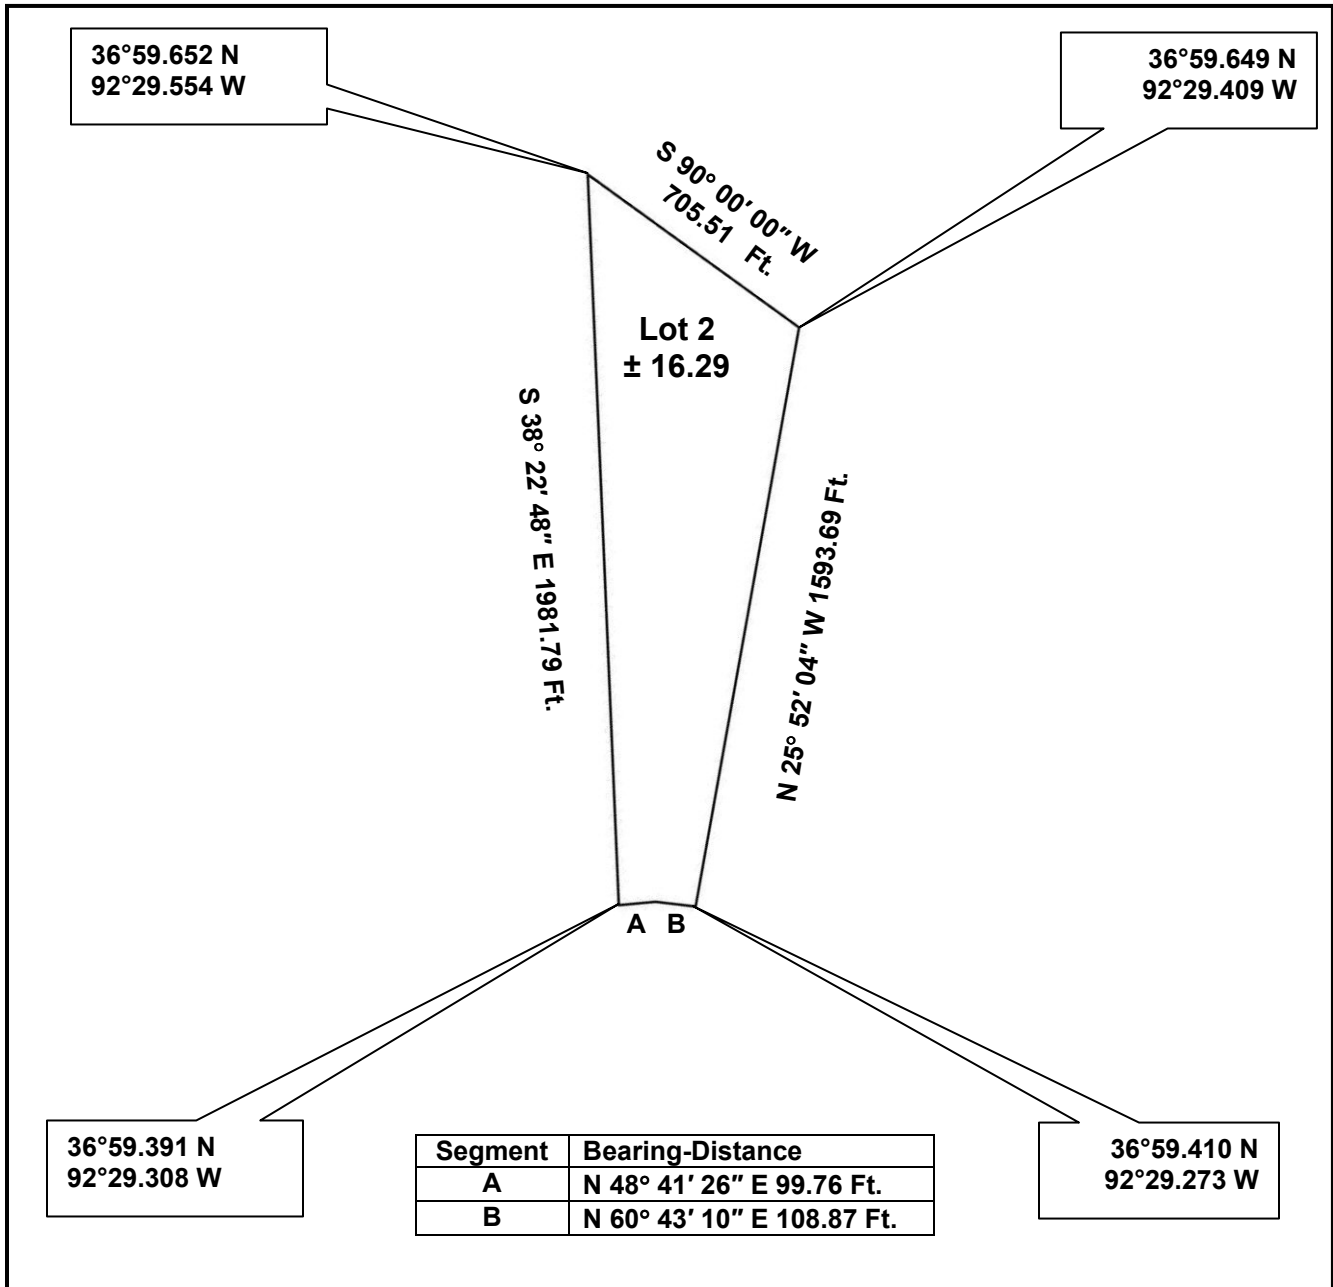 36°59.652 N
92°29.554 W
36°59.649 N
92°29.409 W
S 90° 00′ 00″ W
705.51 Ft.
Lot 2
± 16.29
S 38° 22′ 48″ E 1981.79 Ft.
N 25° 52′ 04″ W 1593.69 Ft.
A B
36°59.391 N
92°29.308 W
Segment Bearing-Distance
A N 48° 41′ 26″ E 99.76 Ft.
B N 60° 43′ 10″ E 108.87 Ft.
36°59.410 N
92°29.273 W